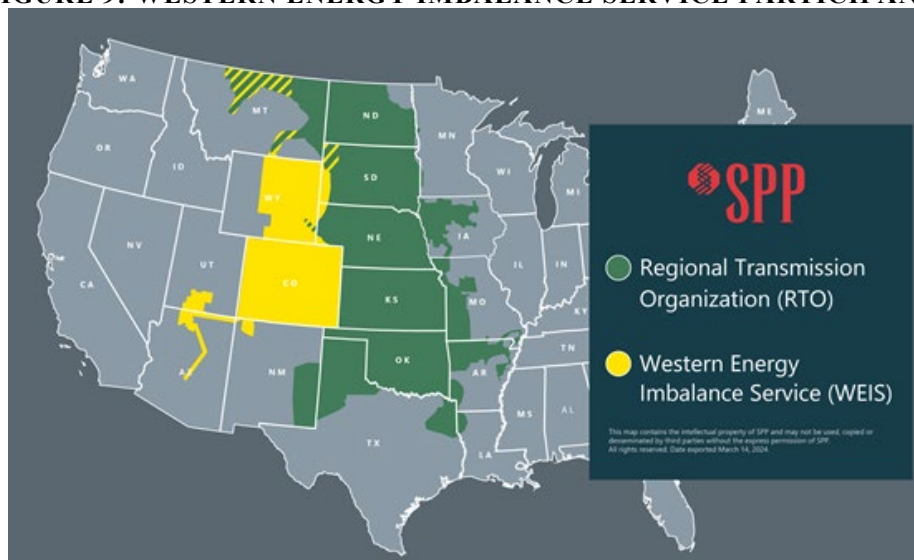 IGURE 9: WESTERN ENERGY IMBALANCE SERVICE PARTICIPAN
WA
MT
ND
MN
ME
OR
ID
SD
WI
MI
WY
SPP
NE
IA
NV
UT
CO
IL
IN
CA
KS
MO
KY
Regional Transmission
Organization (RTO)
OK
TN
NM
AR
Western Energy
Imbalance Service (WEIS)
MS
AL
TX
LA
This map contains the intellectual property of SPP and may not be used, copied or
disseminated by third parties without the express permission of SPP.
All rights reserved. Date exported March 14, 2024.